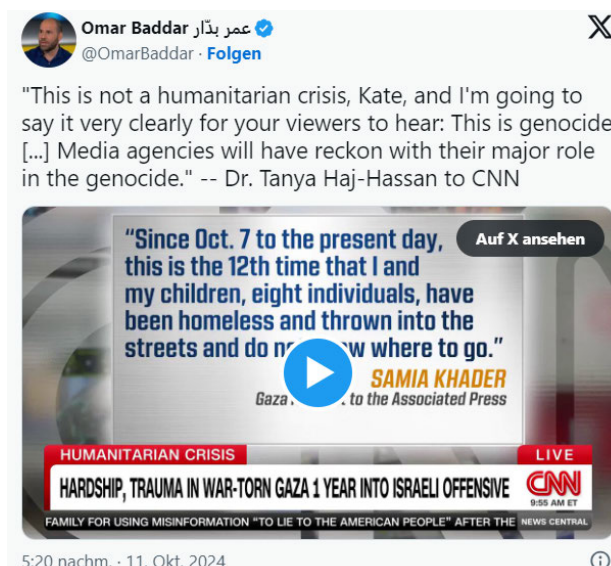 Omar Baddar عمر بدّار
@OmarBaddar · Folgen
"This is not a humanitarian crisis, Kate, and I'm going to
say it very clearly for your viewers to hear: This is genocide
[...] Media agencies will have reckon with their major role
in the genocide." -- Dr. Tanya Haj-Hassan to CNN
Auf X ansehen
“Since Oct. 7 to the present day,
this is the 12th time that I and
my children, eight individuals, have
been homeless and thrown into the
streets and do where to go.”
SAMIA KHADER
Gaza to the Associated Press
HUMANITARIAN CRISIS
LIVE
HARDSHIP, TRAUMA IN WAR-TORN GAZA 1 YEAR INTO ISRAELI OFFENSIVE
CNN
9:55 AM ET
FAMILY FOR USING MISINFORMATION "TO LIE TO THE AMERICAN PEOPLE" AFTER THE
NEWS CENTRAL
5:20 nachm. · 11. Okt. 2024